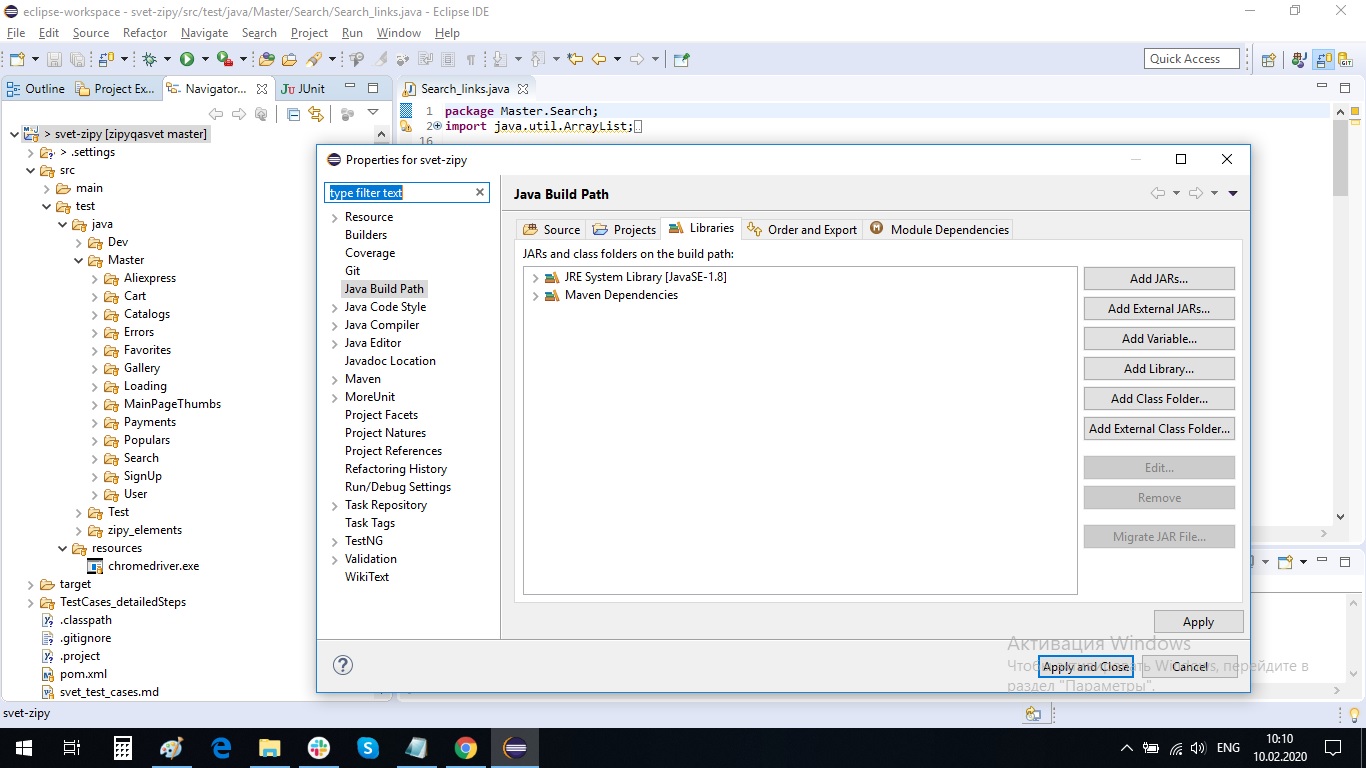 eclipse-workspace - svet-zipy/src/test/java/Master/Search/Search_links.java - Eclipse IDE
File Edit Source Refactor Navigate Search Project Run Window Help
Quick Access
Outline Project Ex... Navigator... JUnit
Search_links.java
1 package Master.Search;
2 import java.util.ArrayList;
16
> svet-zipy [zipyqasvet master]
> .settings
src
main
test
java
Dev
Master
Aliexpress
Cart
Catalogs
Errors
Favorites
Gallery
Loading
MainPageThumbs
Payments
Populars
Search
SignUp
User
Test
zipy_elements
resources
chromedriver.exe
target
TestCases_detailedSteps
.classpath
.gitignore
.project
pom.xml
svet_test_cases.md
Properties for svet-zipy
type filter text
Resource
Builders
Coverage
Git
Java Build Path
Java Code Style
Java Compiler
Java Editor
Javadoc Location
Maven
MoreUnit
Project Facets
Project Natures
Project References
Refactoring History
Run/Debug Settings
Task Repository
Task Tags
TestNG
Validation
WikiText
Java Build Path
Source Projects Libraries Order and Export Module Dependencies
JARs and class folders on the build path:
JRE System Library [JavaSE-1.8]
Maven Dependencies
Add JARs...
Add External JARs...
Add Variable...
Add Library...
Add Class Folder...
Add External Class Folder...
Edit...
Remove
Migrate JAR File...
Apply
Apply and Close Cancel
Активация Windows
перейдите в
раздел "Параметры".
svet-zipy
ENG
10:10
10.02.2020